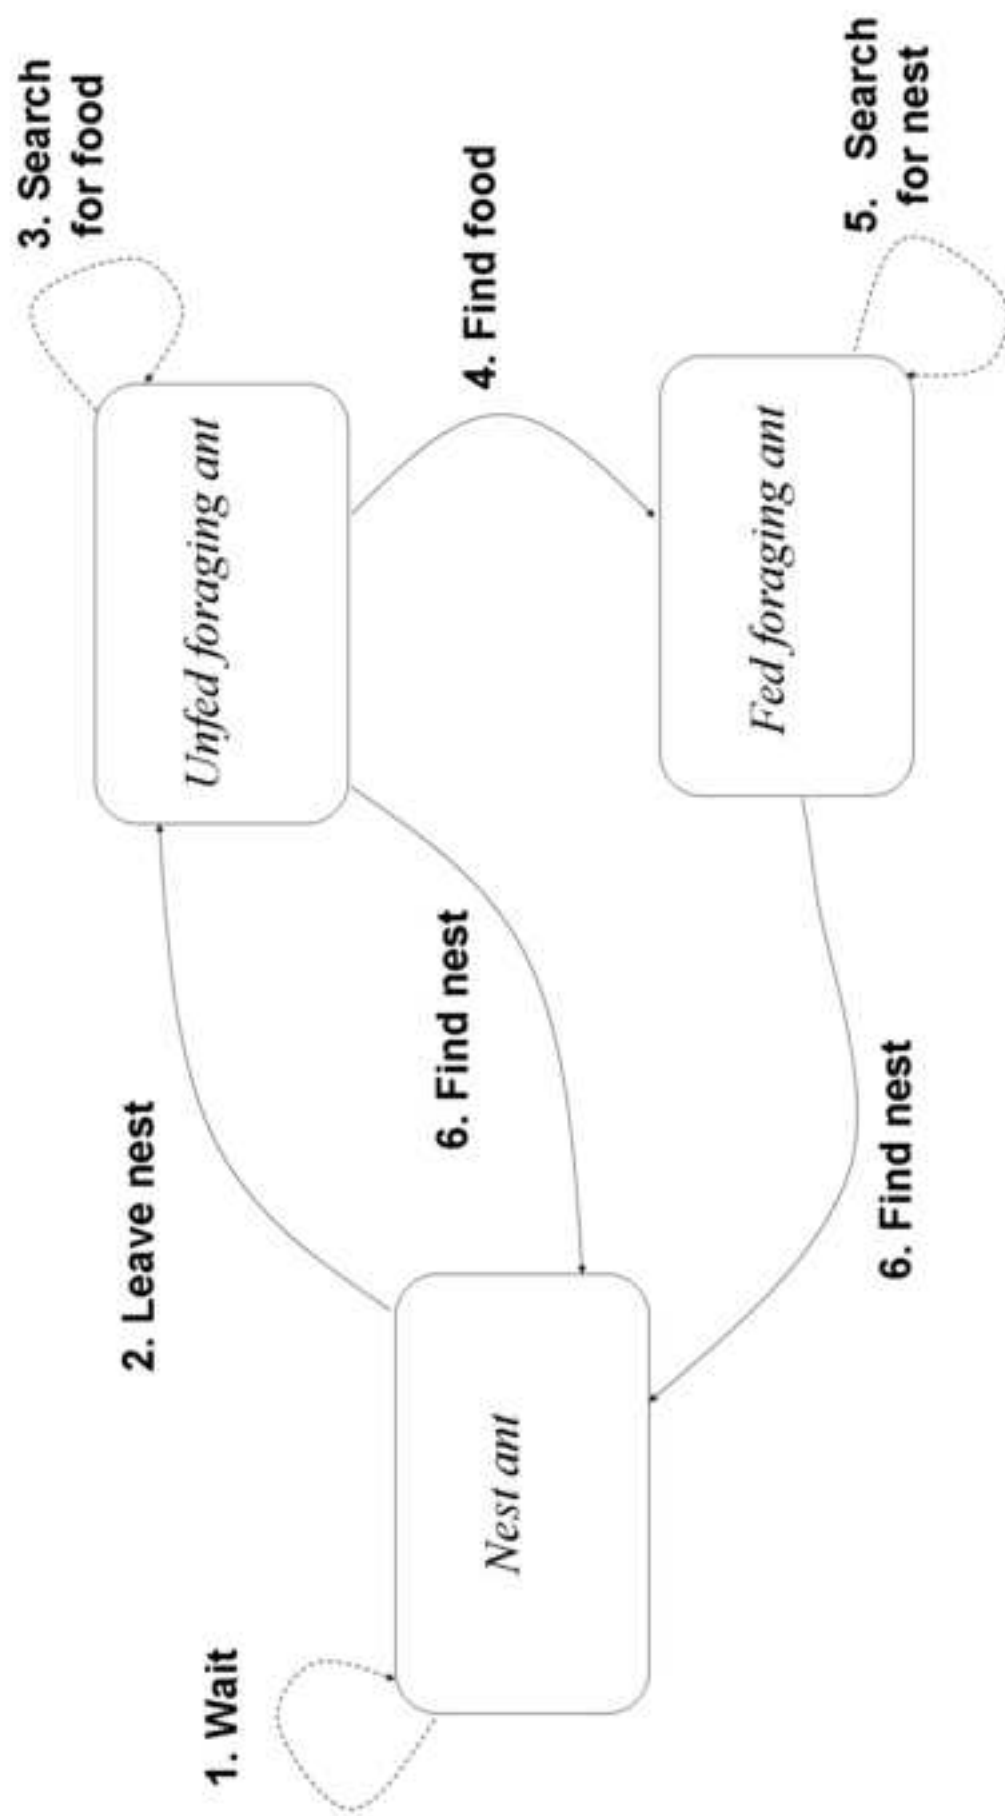 1. Wait
Nest ant
2. Leave nest
6. Find nest
6. Find nest
Unfed foraging ant
3. Search
for food
4. Find food
Fed foraging ant
5. Search
for nest